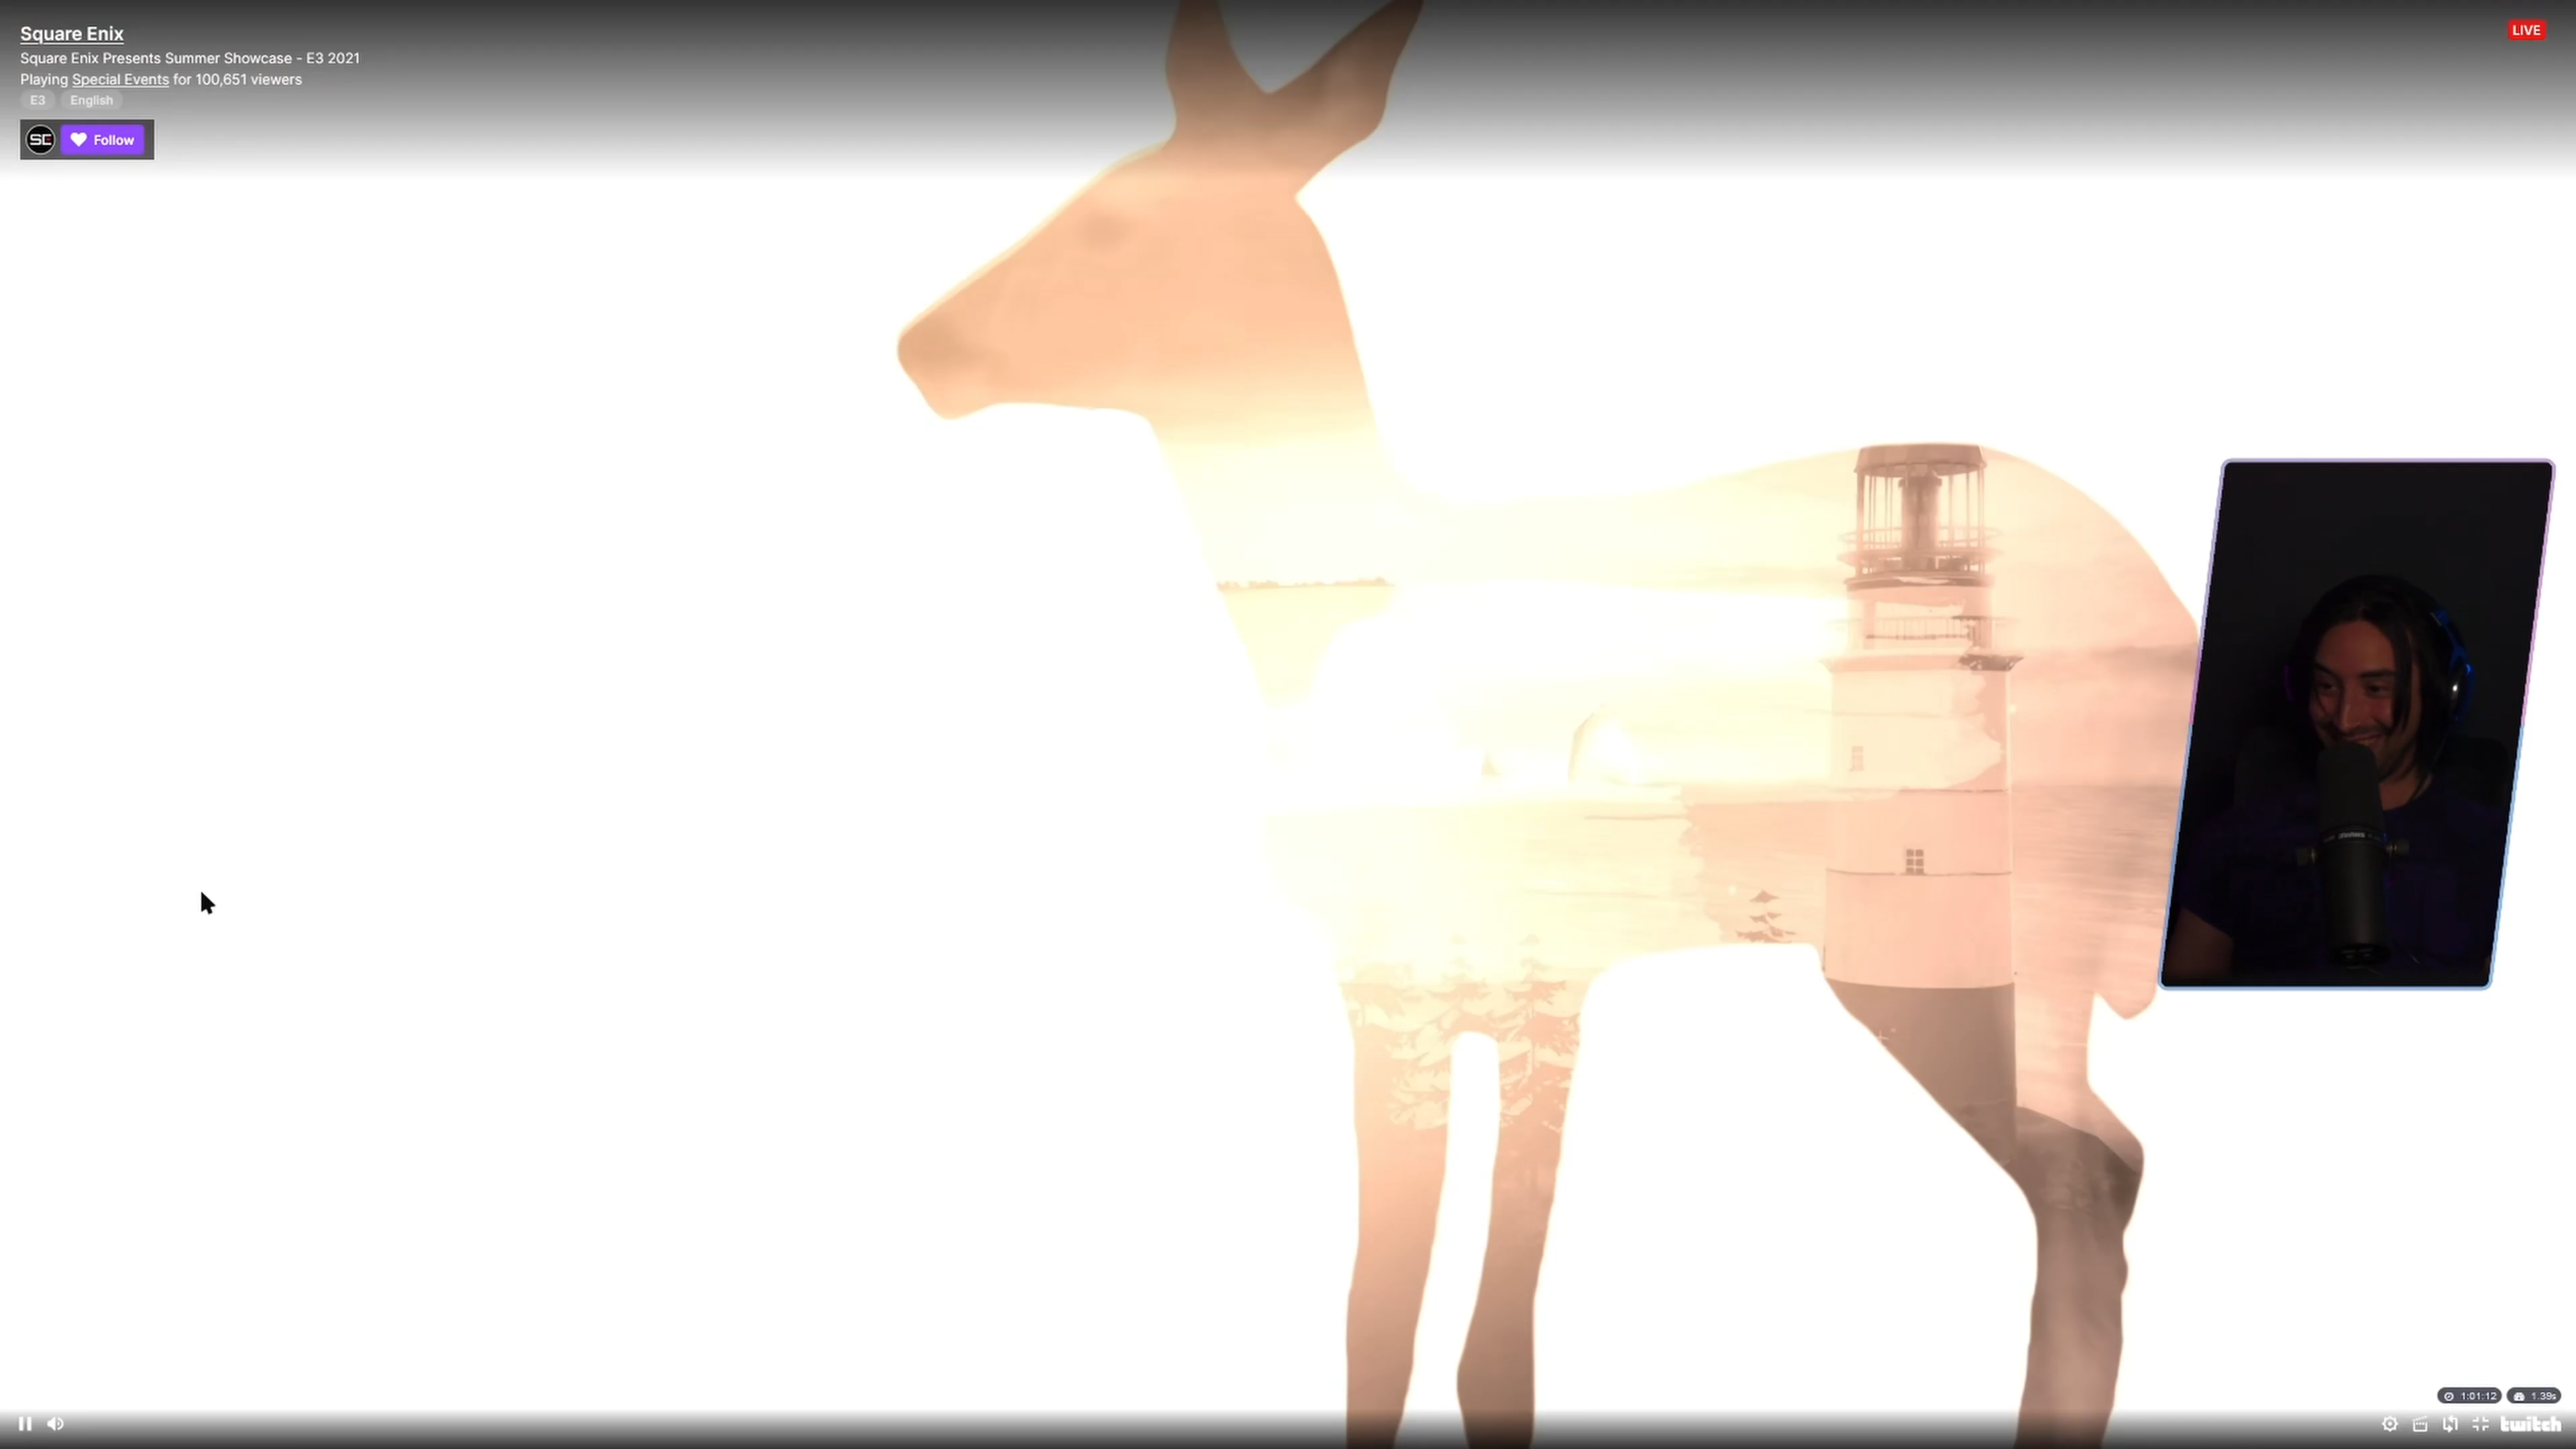 Square Enix
Square Enix Presents Summer Showcase - E3 2021
Playing Special Events for 100,651 viewers
E3 English
Follow
LIVE
1:01:12 1.39s
twitch